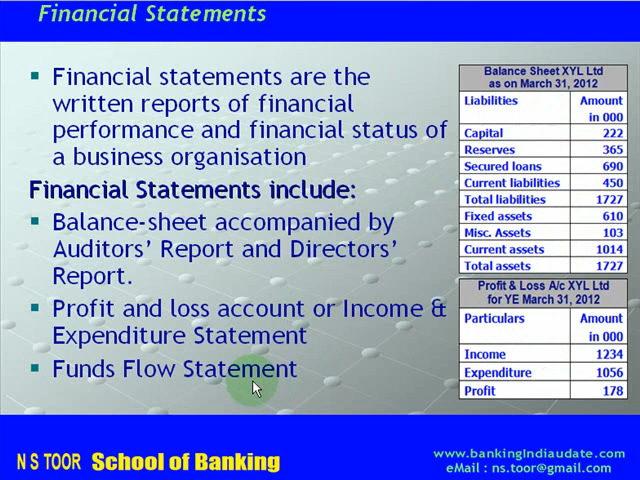 Financial Statements
Financial statements are the
written reports of financial
performance and financial status of
a business organisation
Financial Statements include:
Balance-sheet accompanied by
Auditors’ Report and Directors’
Report.
Profit and loss account or Income &
Expenditure Statement
Funds Flow Statement
Balance Sheet XYL Ltd
as on March 31, 2012
Liabilities Amount
in 000
Capital 222
Reserves 365
Secured loans 690
Current liabilities 450
Total liabilities 1727
Fixed assets 610
Misc. Assets 103
Current assets 1014
Total assets 1727
Profit & Loss A/c XYL Ltd
for YE March 31, 2012
Particulars Amount
in 000
Income 1234
Expenditure 1056
Profit 178
N S TOOR School of Banking
www.bankingIndiaudate.com
eMail : ns.toor@gmail.com